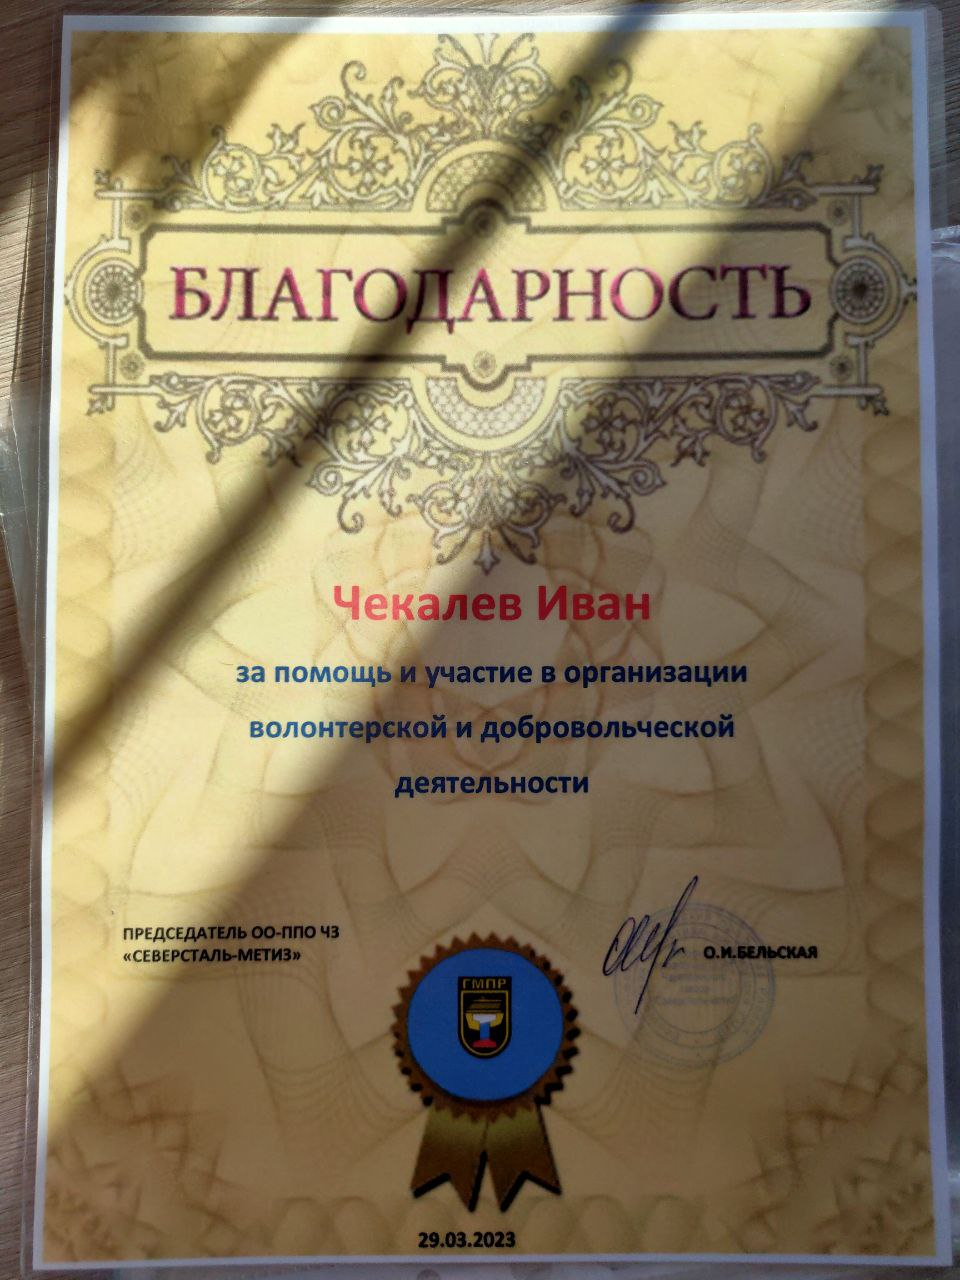 БЛАГОДАРНОСТЬ
Чекалев Иван
за помощь и участие в организации
волонтерской и добровольческой
деятельности
ПРЕДСЕДАТЕЛЬ ОО-ППО ЧЗ
«СЕВЕРСТАЛЬ-МЕТИЗ»
О.И.БЕЛЬСКАЯ
ГМПР
29.03.2023